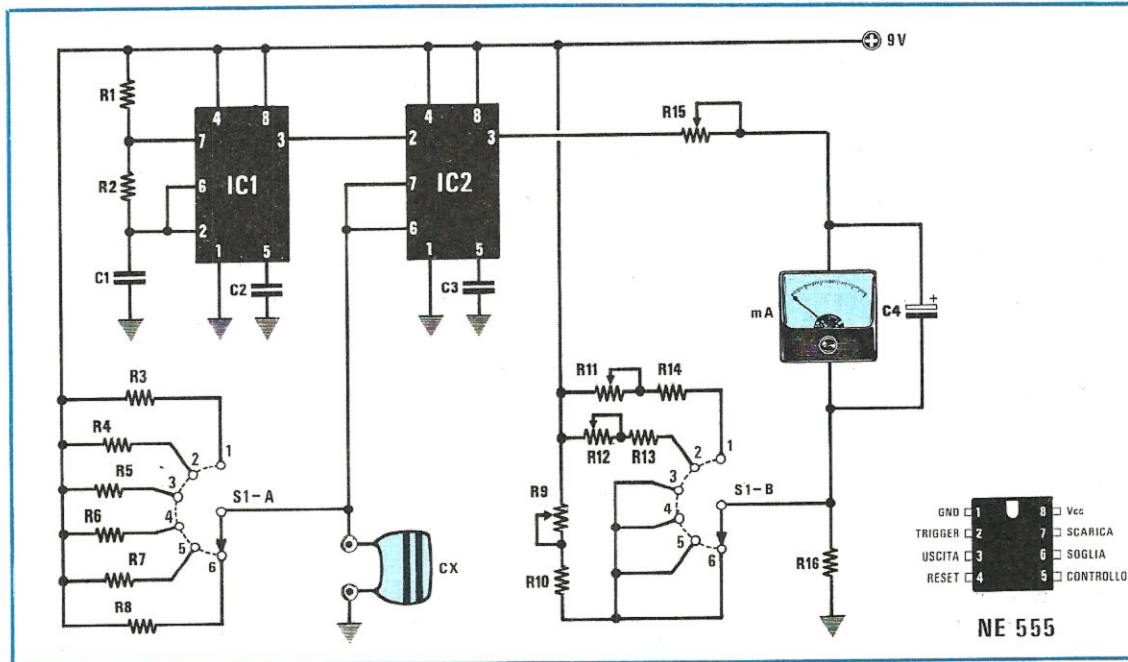 9 V
R1
4
8
7
3
R2
6
IC1
2
1
5
C1
C2
4
8
2
3
7
IC2
6
1
5
C3
R15
mA
C4
+
R3
R4
R5
R6
R7
R8
1
2
3
4
5
6
S1-A
CX
R11
R14
R12
R13
R9
R10
1
2
3
4
5
6
S1-B
R16
GND 1
TRIGGER 2
USCITA 3
RESET 4
8 Vcc
7 SCARICA
6 SOGLIA
5 CONTROLLO
NE 555